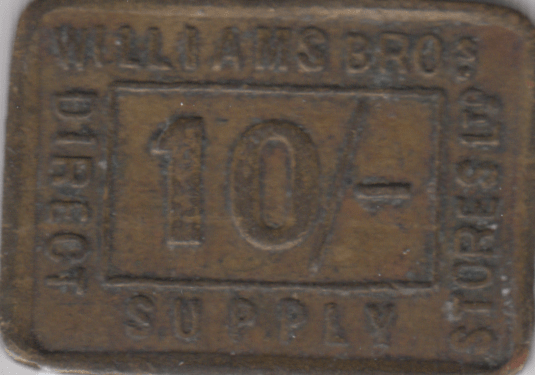 WILLIAMS BROS
DIRECT
10/-
SUPPLY
STORES LTD